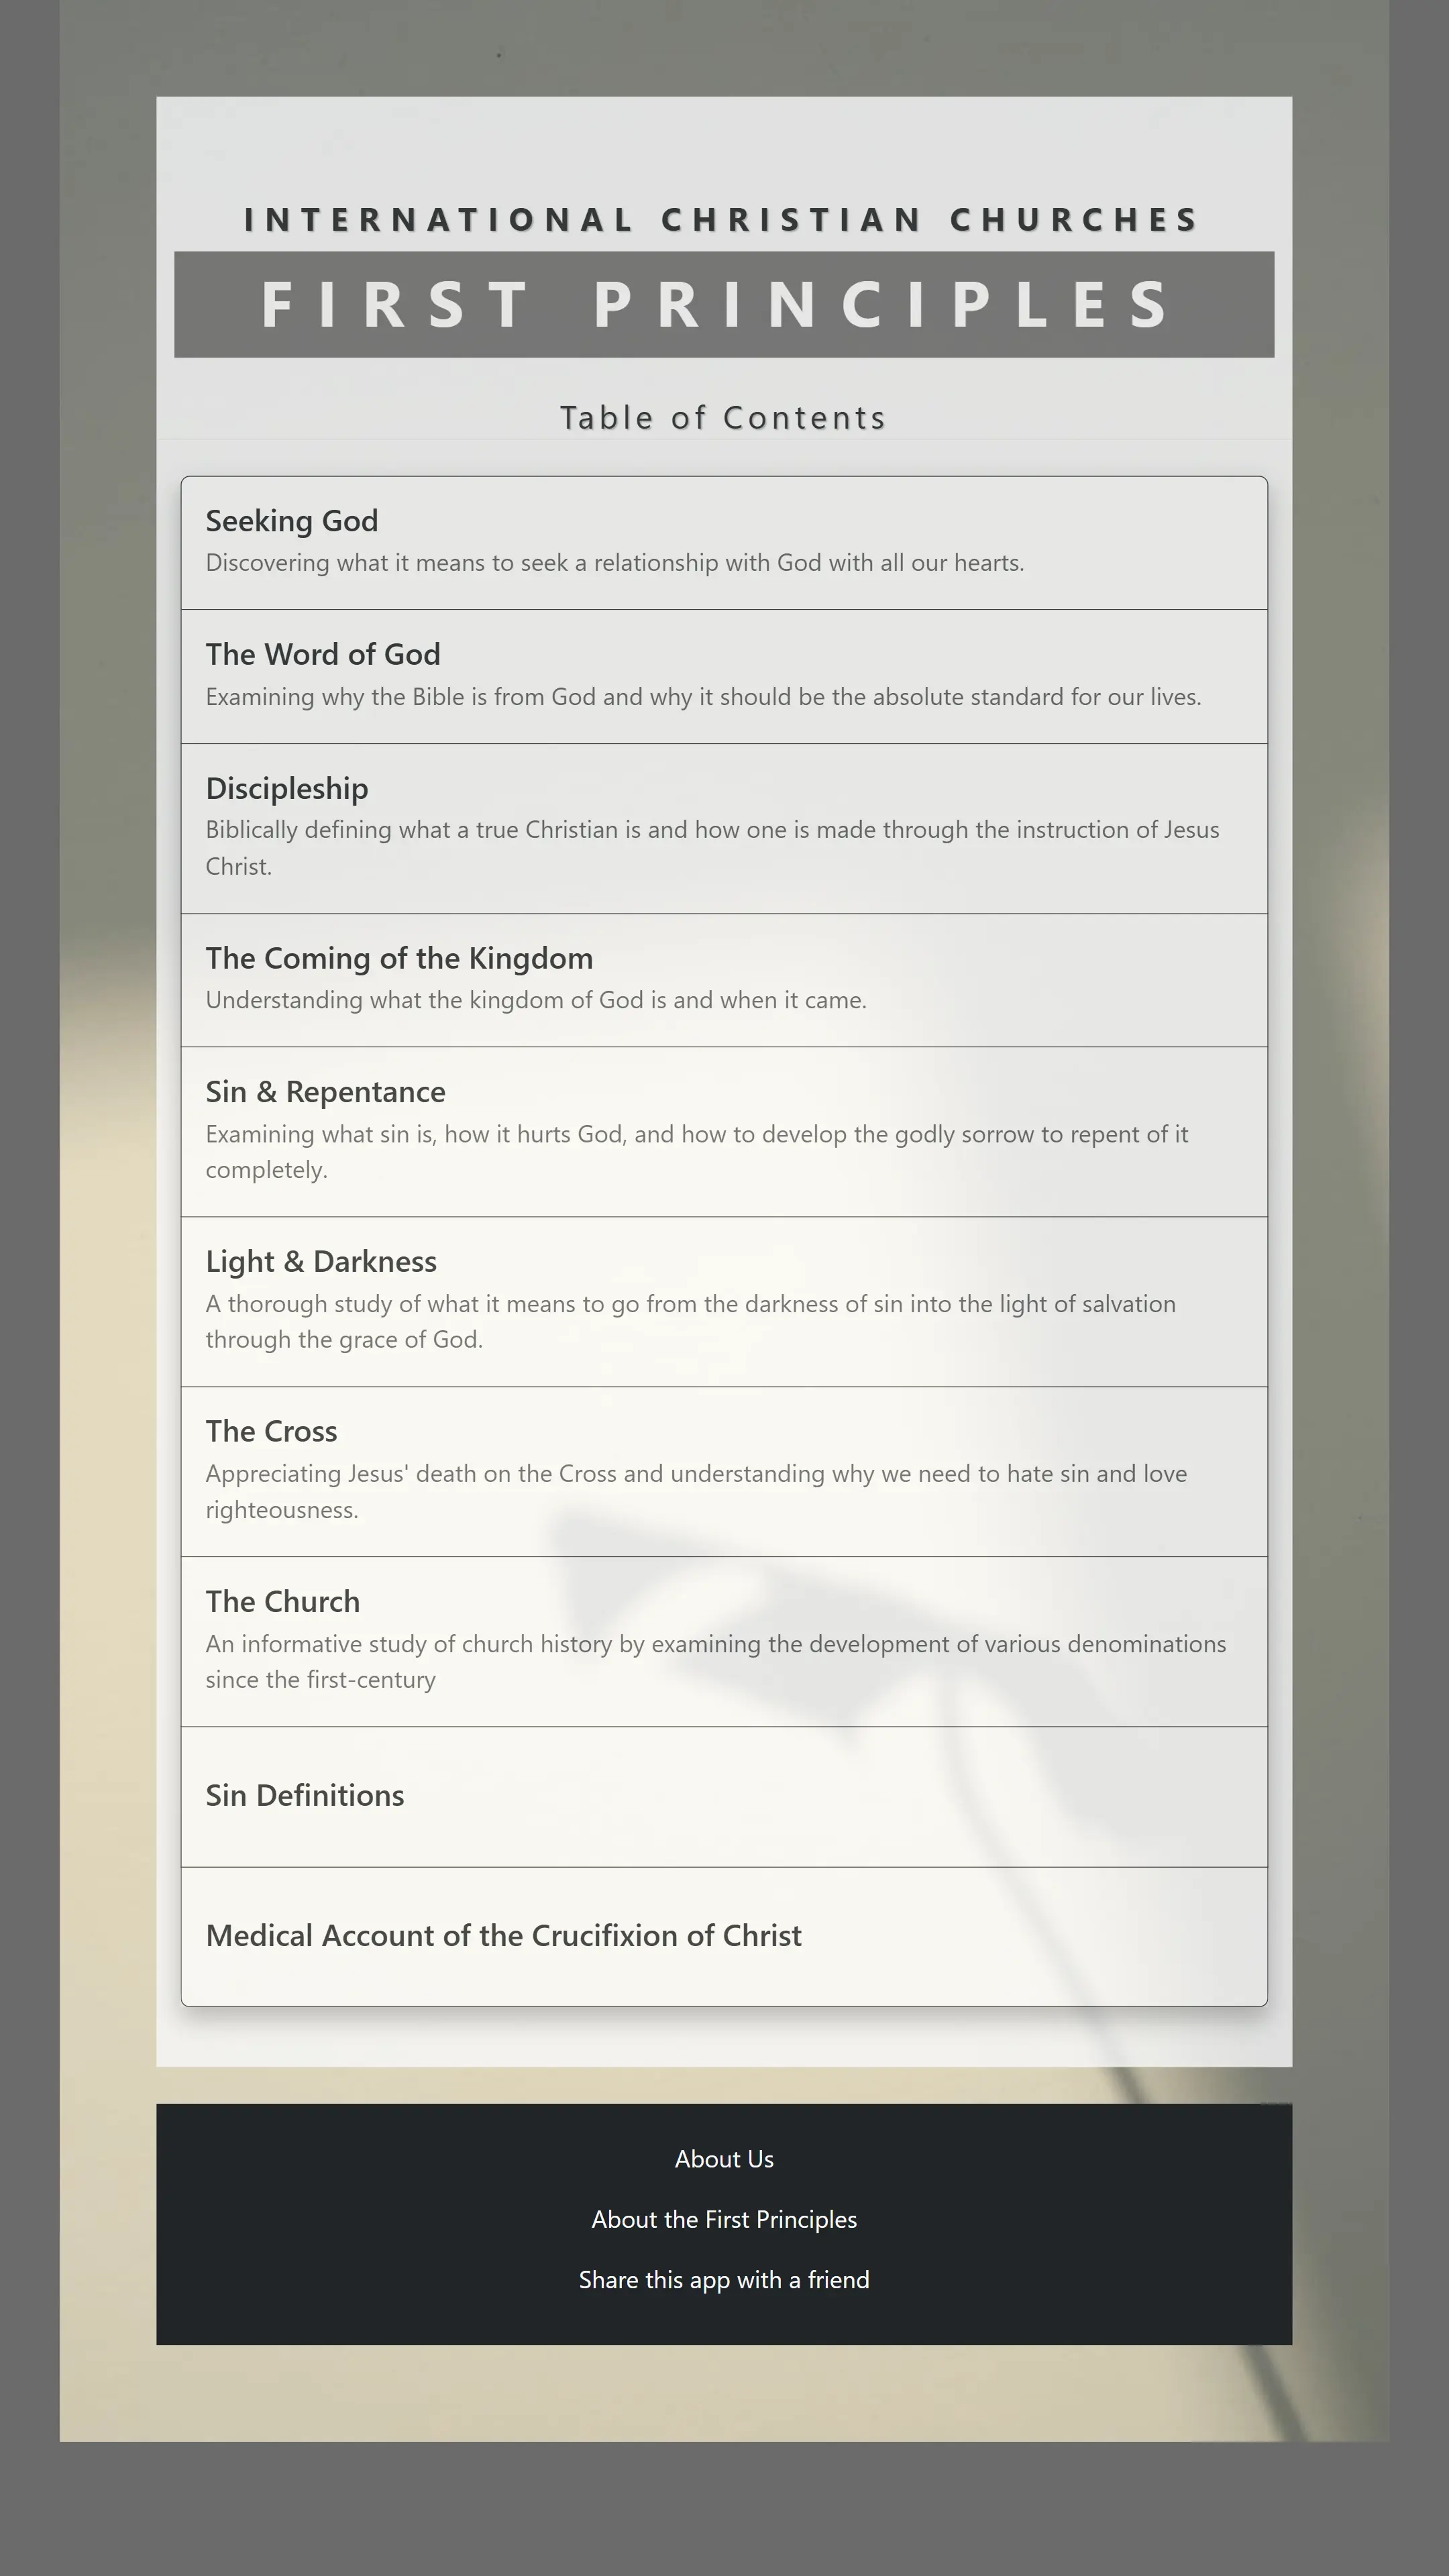 INTERNATIONAL CHRISTIAN CHURCHES
FIRST PRINCIPLES
Table of Contents
Seeking God
Discovering what it means to seek a relationship with God with all our hearts.
The Word of God
Examining why the Bible is from God and why it should be the absolute standard for our lives.
Discipleship
Biblically defining what a true Christian is and how one is made through the instruction of Jesus
Christ.
The Coming of the Kingdom
Understanding what the kingdom of God is and when it came.
Sin & Repentance
Examining what sin is, how it hurts God, and how to develop the godly sorrow to repent of it
completely.
Light & Darkness
A thorough study of what it means to go from the darkness of sin into the light of salvation
through the grace of God.
The Cross
Appreciating Jesus' death on the Cross and understanding why we need to hate sin and love
righteousness.
The Church
An informative study of church history by examining the development of various denominations
since the first-century
Sin Definitions
Medical Account of the Crucifixion of Christ
About Us
About the First Principles
Share this app with a friend